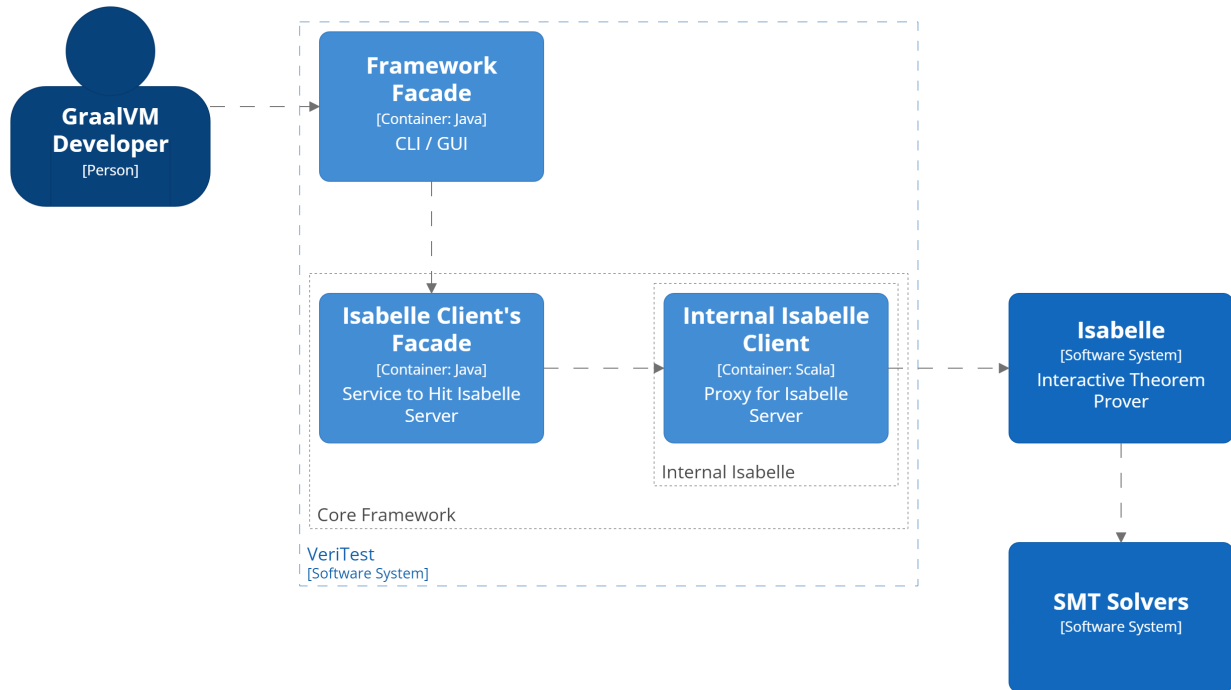 GraalVM
Developer
[Person]
Framework
Facade
[Container: Java]
CLI / GUI
Isabelle Client's
Facade
[Container: Java]
Service to Hit Isabelle
Server
Internal Isabelle
Client
[Container: Scala]
Proxy for Isabelle
Server
Internal Isabelle
Core Framework
VeriTest
[Software System]
Isabelle
[Software System]
Interactive Theorem
Prover
SMT Solvers
[Software System]